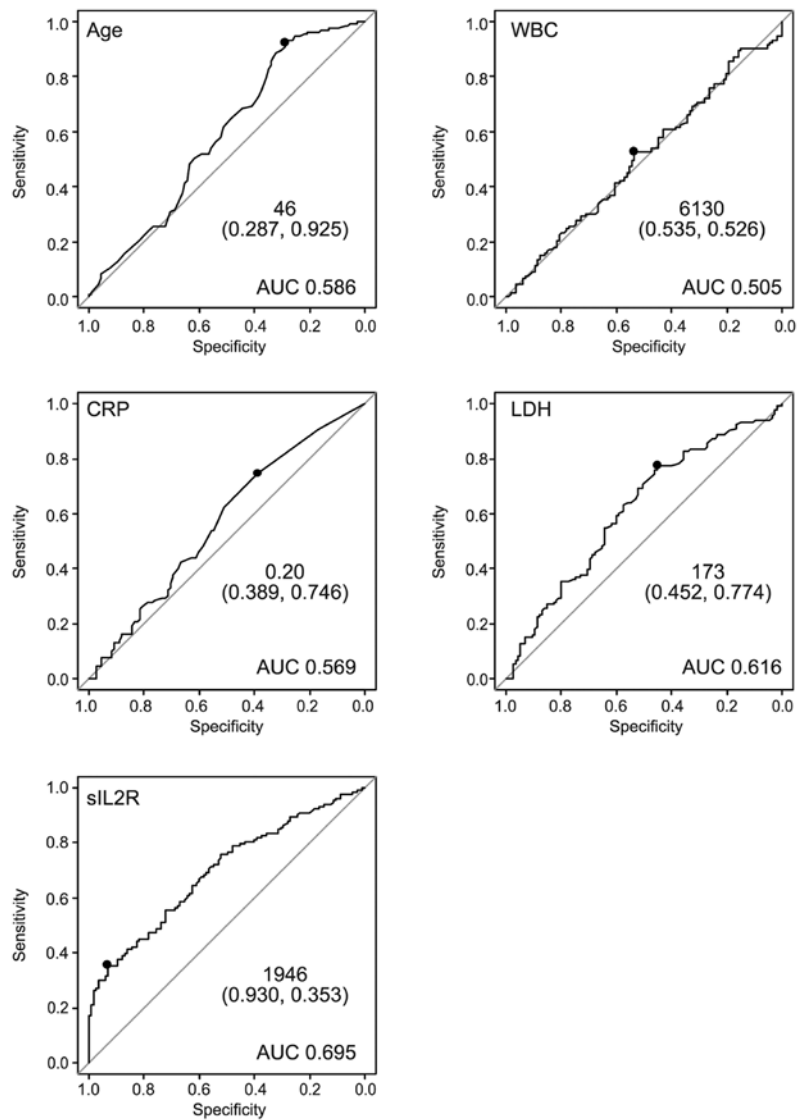 Age
1.0
0.8
0.6
0.4
0.2
0.0
Sensitivity
46
(0.287, 0.925)
AUC 0.586
1.0 0.8 0.6 0.4 0.2 0.0
Specificity
WBC
1.0
0.8
0.6
0.4
0.2
0.0
Sensitivity
6130
(0.535, 0.526)
AUC 0.505
1.0 0.8 0.6 0.4 0.2 0.0
Specificity
CRP
1.0
0.8
0.6
0.4
0.2
0.0
Sensitivity
0.20
(0.389, 0.746)
AUC 0.569
1.0 0.8 0.6 0.4 0.2 0.0
Specificity
LDH
1.0
0.8
0.6
0.4
0.2
0.0
Sensitivity
173
(0.452, 0.774)
AUC 0.616
1.0 0.8 0.6 0.4 0.2 0.0
Specificity
sIL2R
1.0
0.8
0.6
0.4
0.2
0.0
Sensitivity
1946
(0.930, 0.353)
AUC 0.695
1.0 0.8 0.6 0.4 0.2 0.0
Specificity